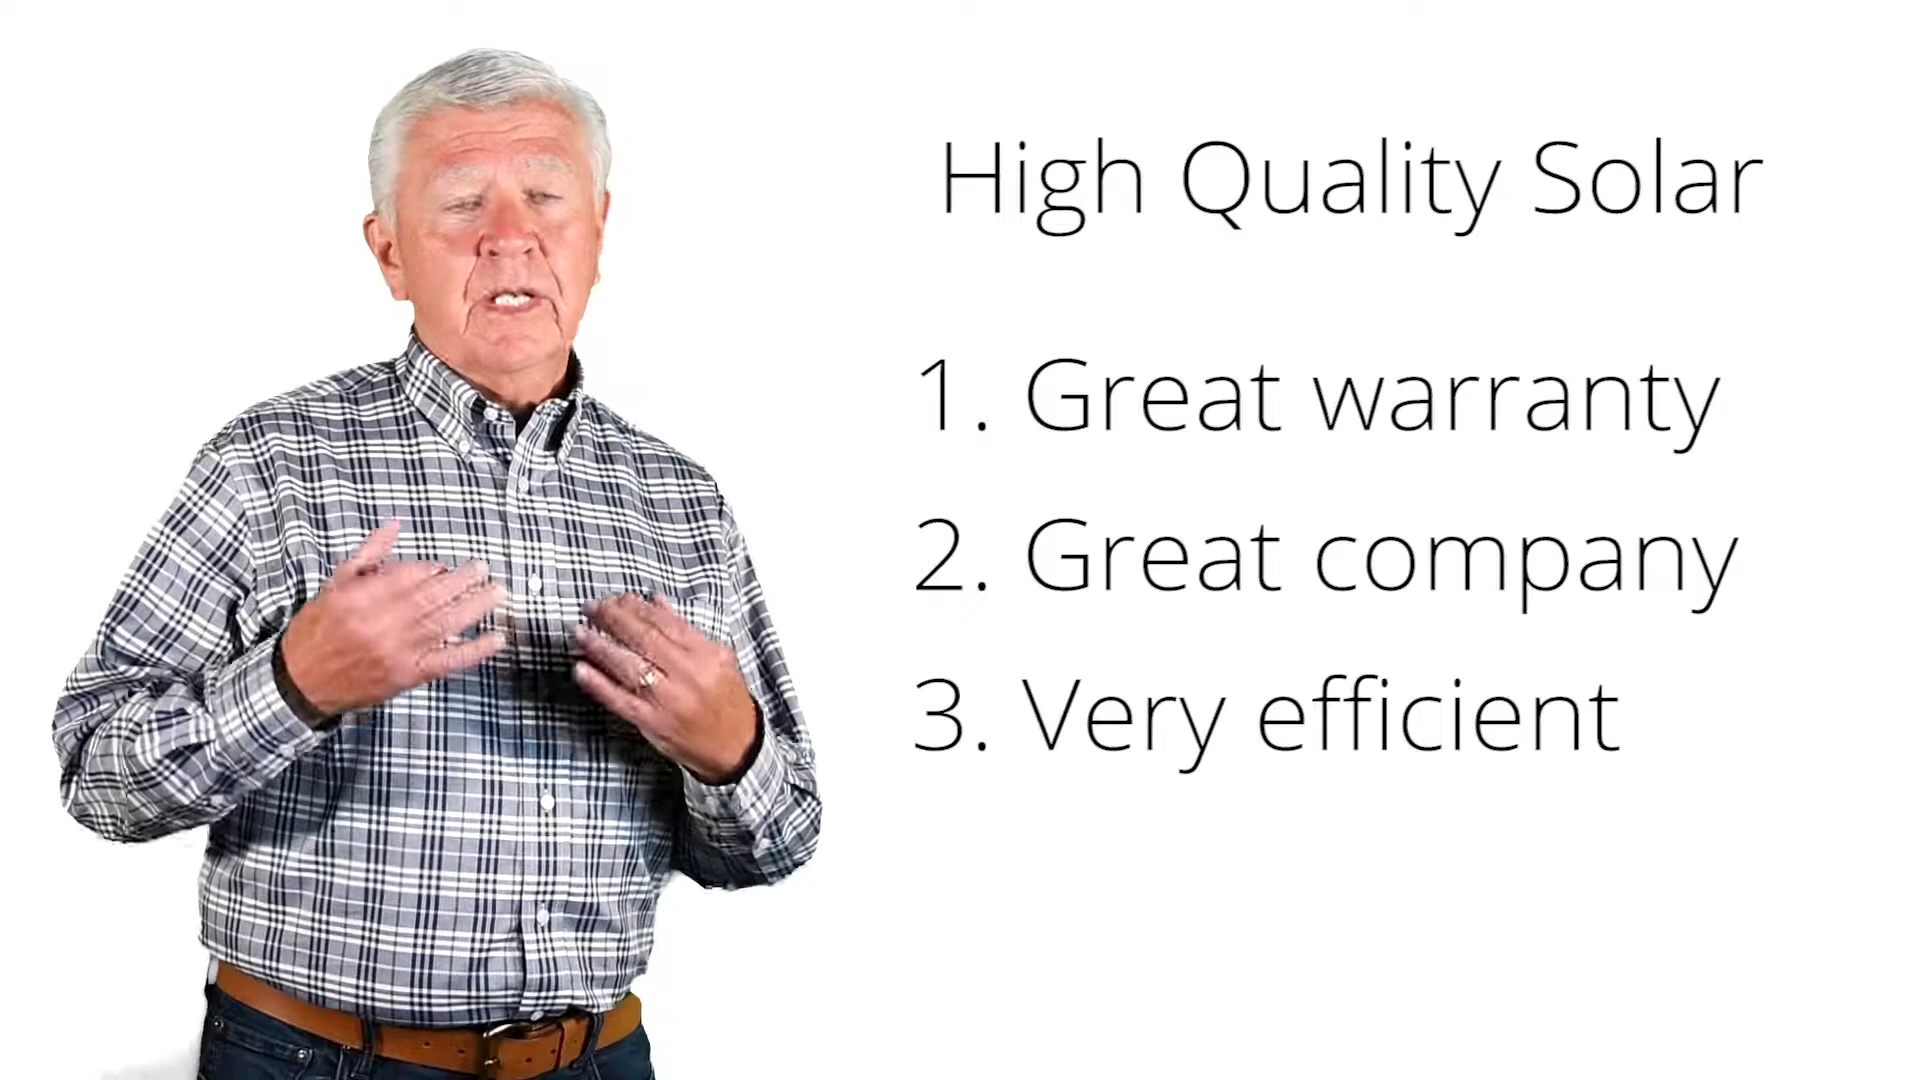 High Quality Solar
1. Great warranty
2. Great company
3. Very efficient